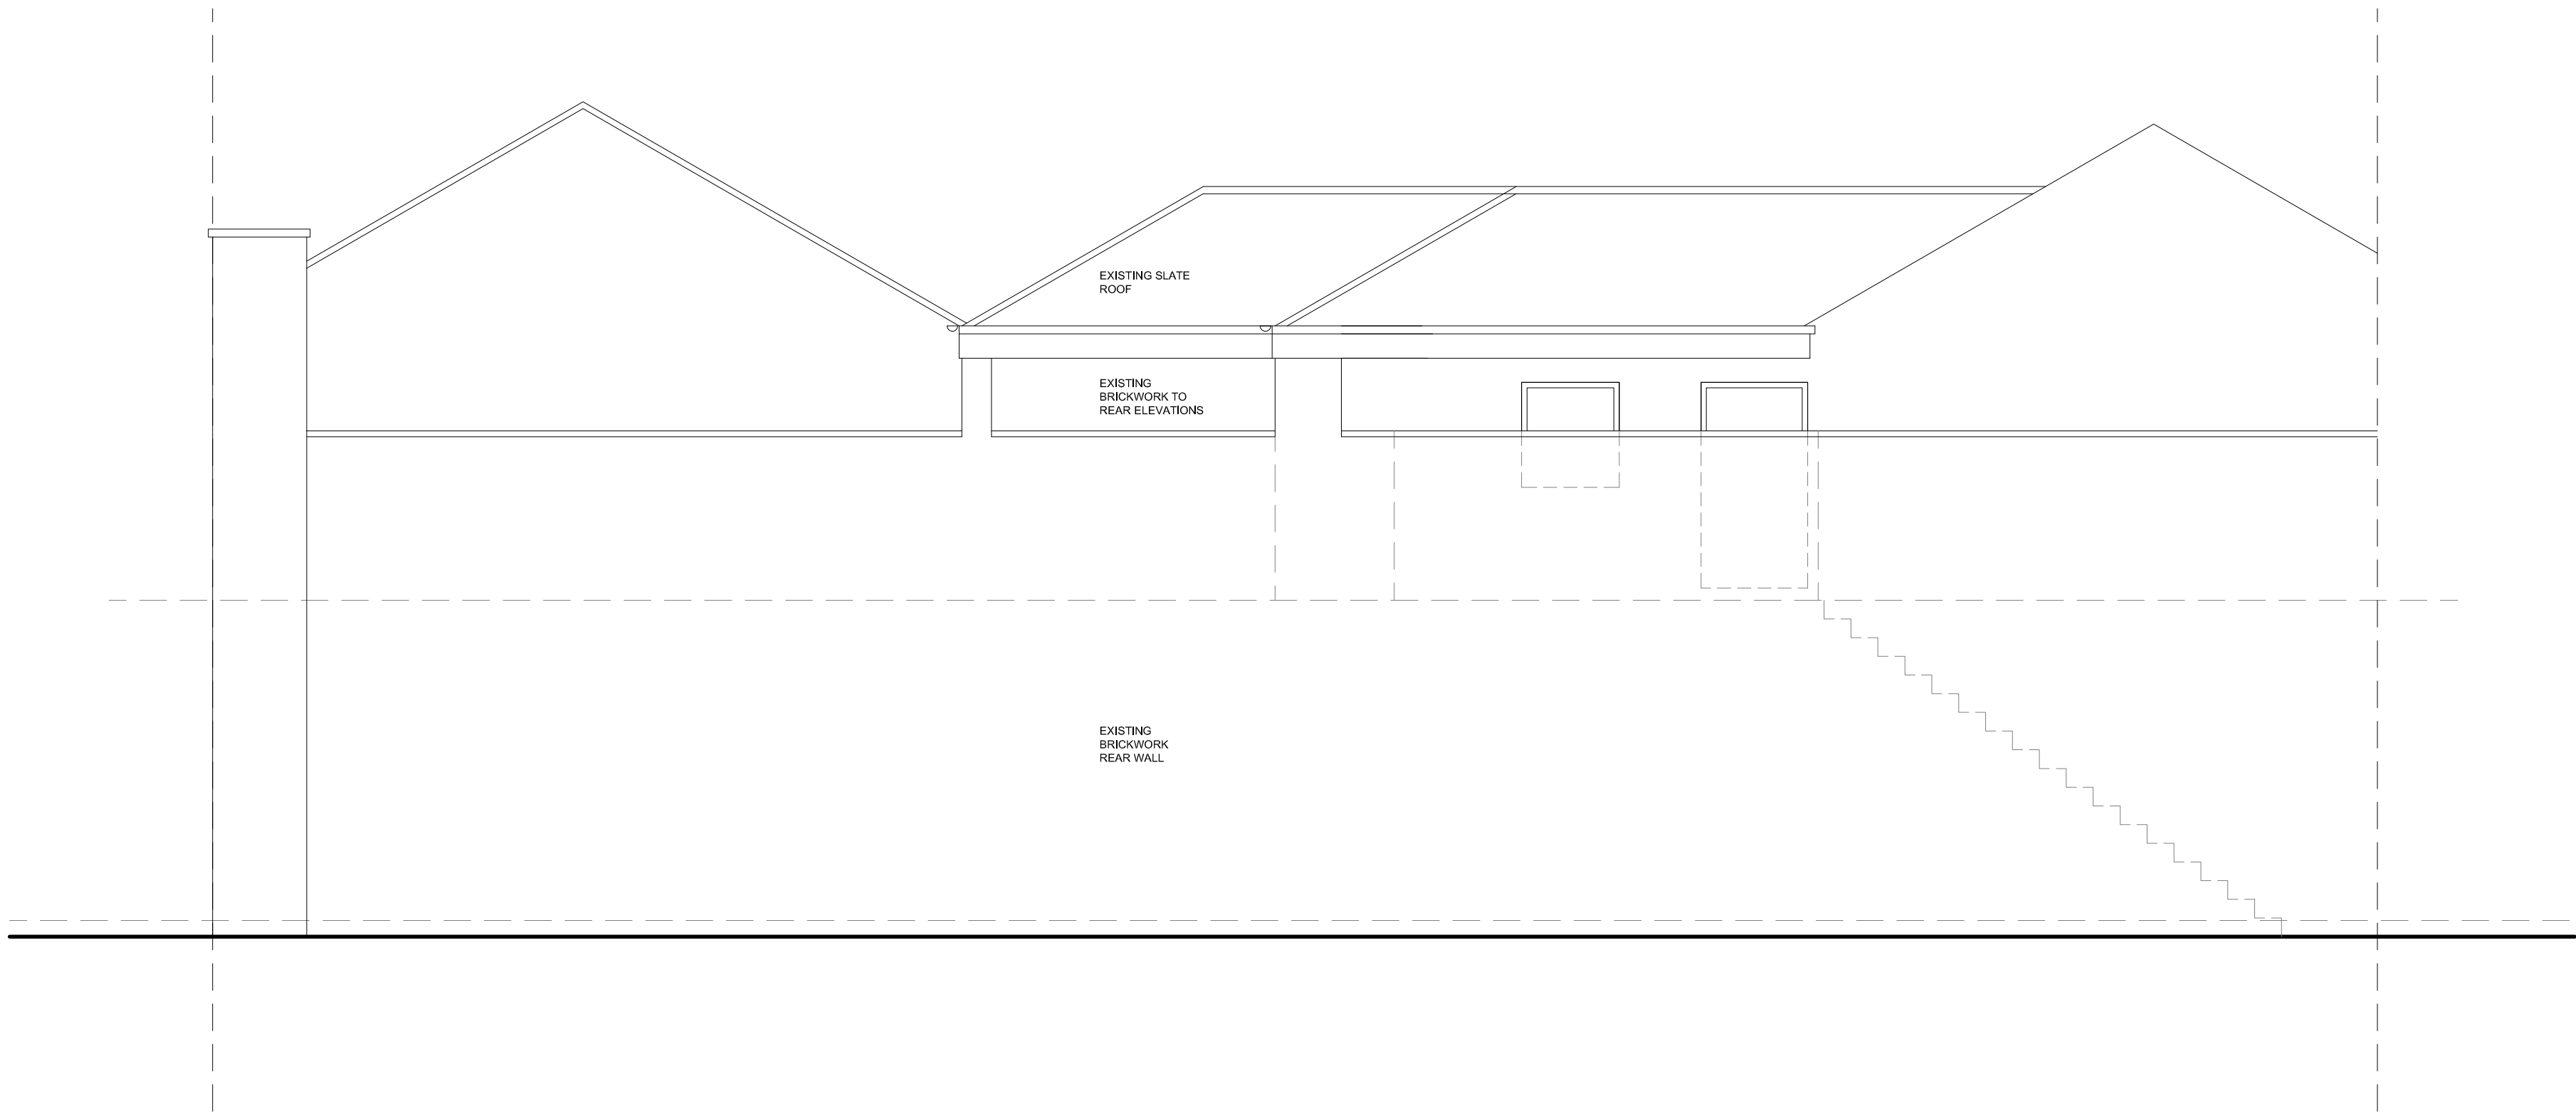 EXISTING SLATE
ROOF
EXISTING
BRICKWORK TO
REAR ELEVATIONS
EXISTING
BRICKWORK
REAR WALL